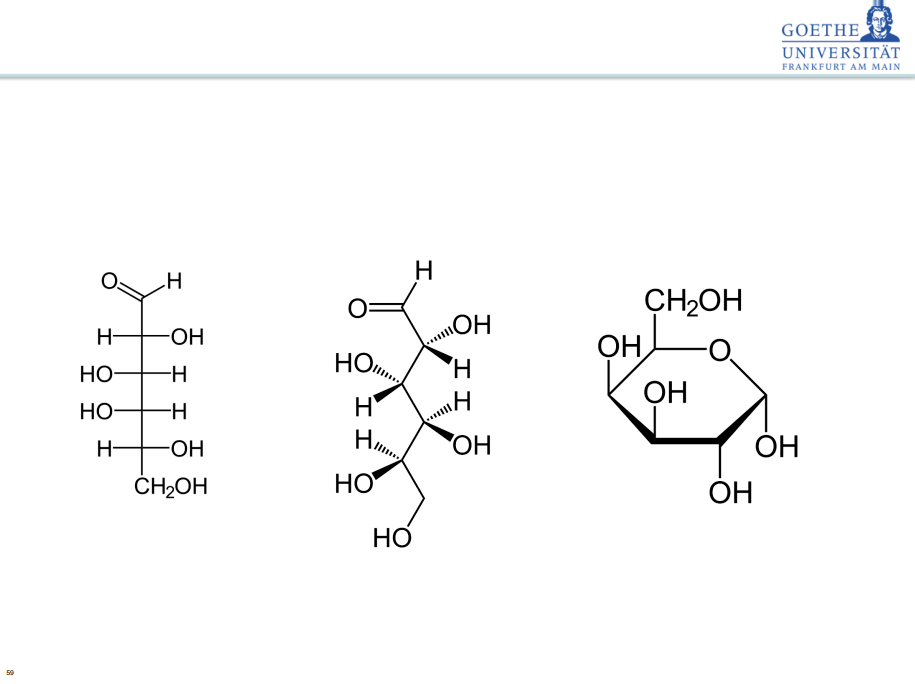 GOETHE
UNIVERSITÄT
FRANKFURT AM MAIN
O H
H OH
HO H
HO H
H OH
CH2OH
H
O
OH
HO
H
H
H
H
OH
HO
HO
CH2OH
OH
O
OH
OH
OH
59